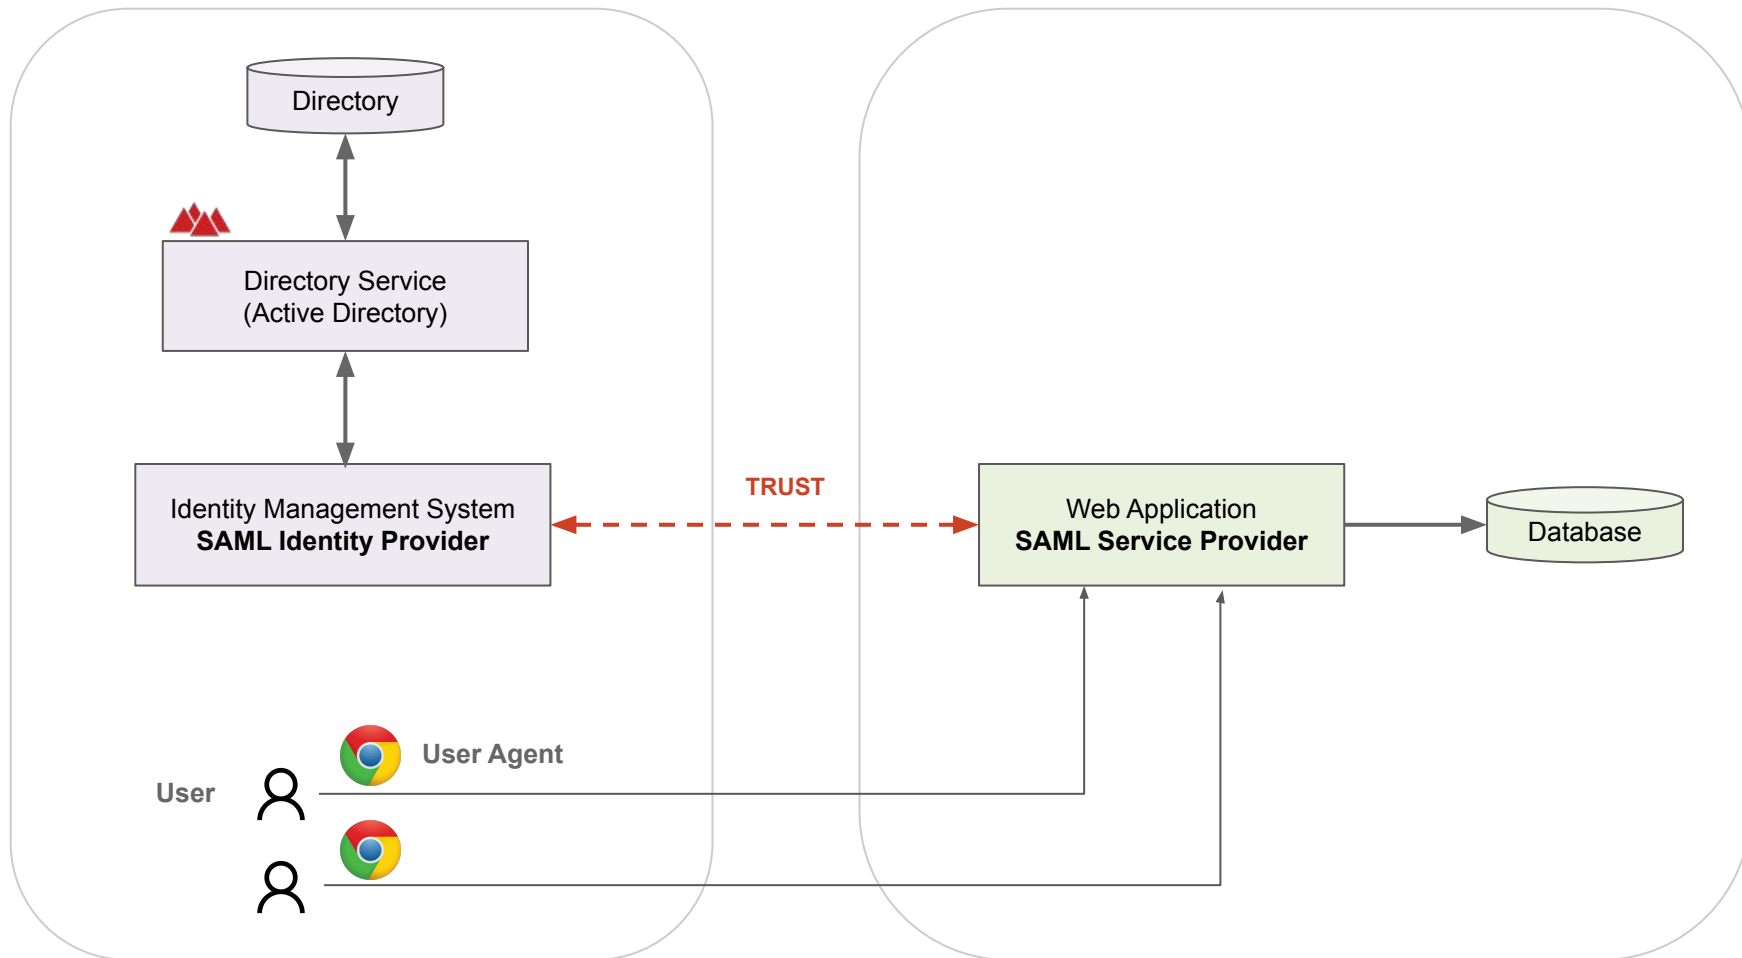 Directory
Directory Service
(Active Directory)
Identity Management System
SAML Identity Provider
TRUST
Web Application
SAML Service Provider
Database
User Agent
User